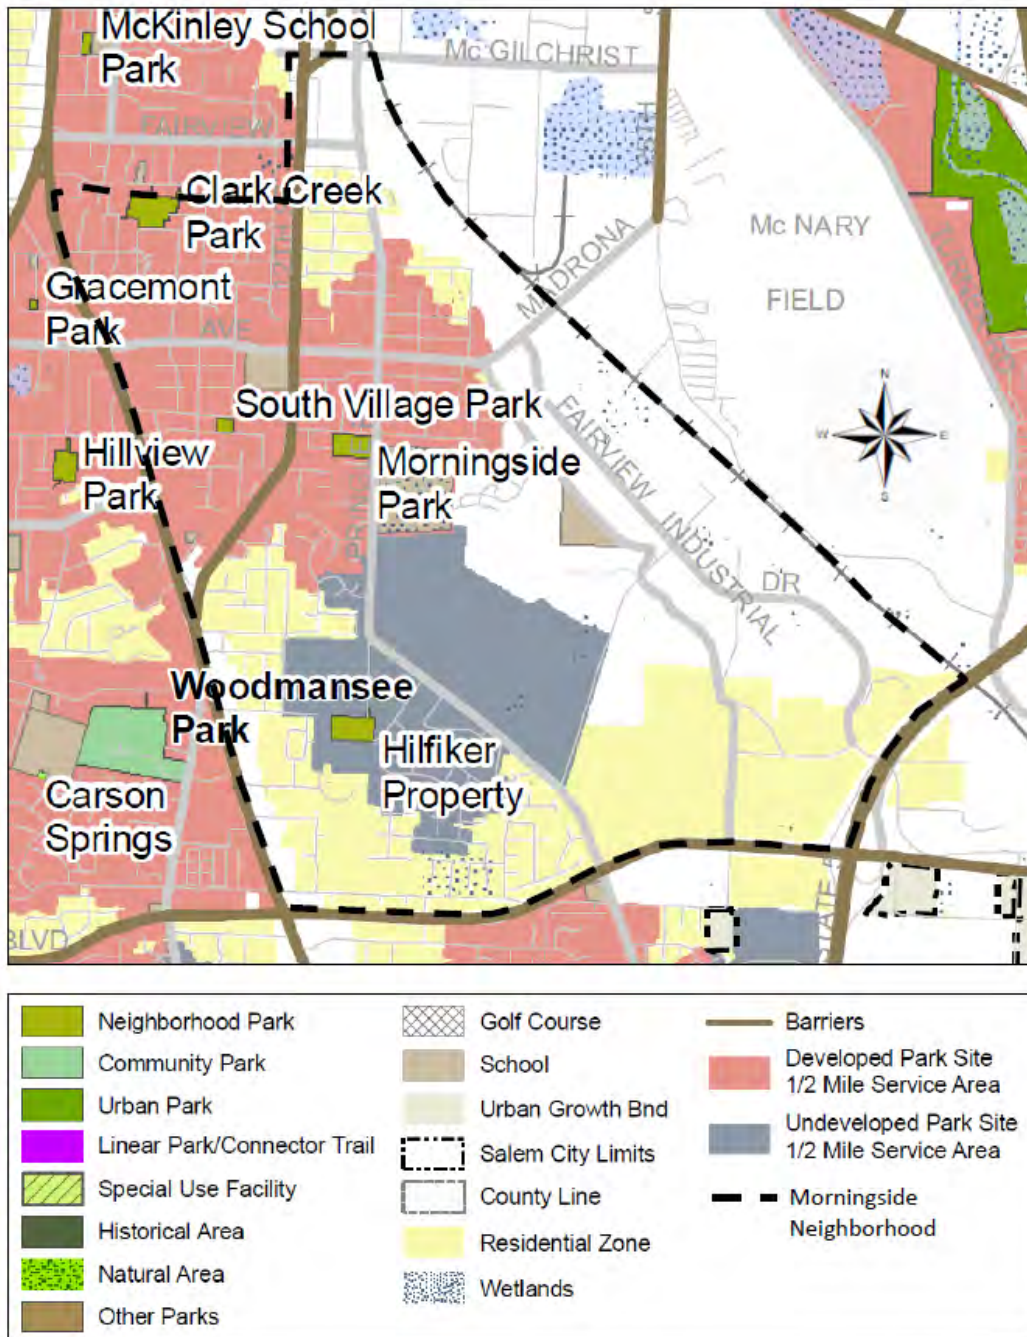 McKinley School
Park
Mc GILCHRIST
FAIRVIEW
Clark Creek
Park
Mc NARY
FIELD
MADRONA
TURNER RD
Gracemont
Park
AVE
N
W
E
S
South Village Park
FAIRVIEW
INDUSTRIAL
DR
Hillview
Park
Morningside
Park
Woodmansee
Park
Hilfiker
Property
Carson
Springs
BLVD
Neighborhood Park
Community Park
Urban Park
Linear Park/Connector Trail
Special Use Facility
Historical Area
Natural Area
Other Parks
Golf Course
School
Urban Growth Bnd
Salem City Limits
County Line
Residential Zone
Wetlands
Barriers
Developed Park Site
1/2 Mile Service Area
Undeveloped Park Site
1/2 Mile Service Area
Morningside
Neighborhood